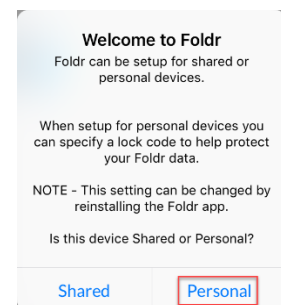 Welcome to Foldr
Foldr can be setup for shared or
personal devices.
When setup for personal devices you
can specify a lock code to help protect
your Foldr data.
NOTE - This setting can be changed by
reinstalling the Foldr app.
Is this device Shared or Personal?
Shared Personal